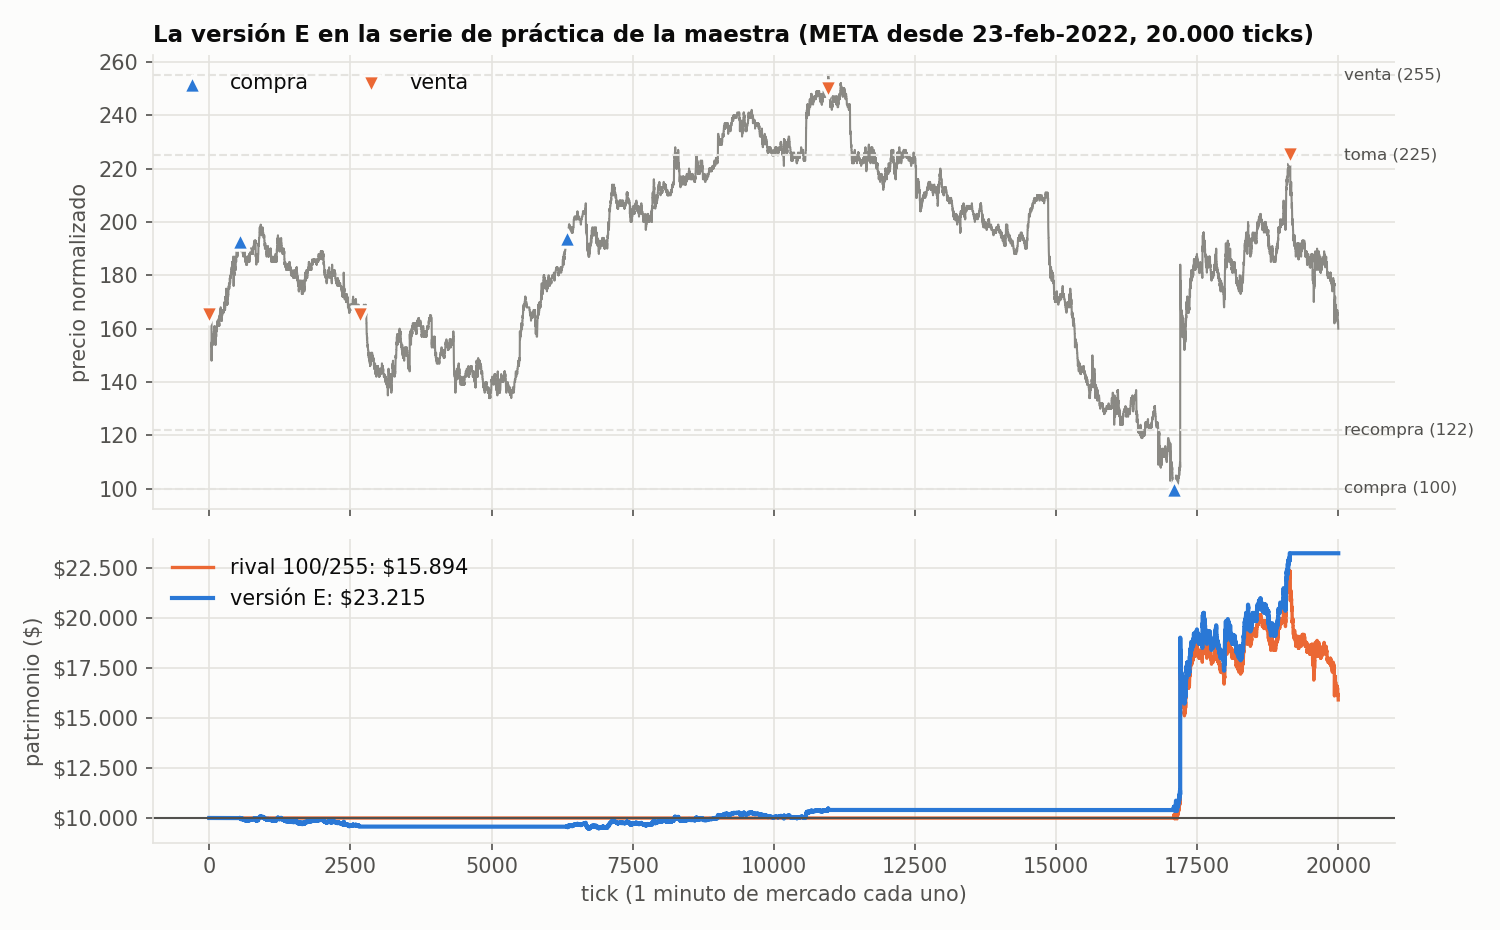 La versión E en la serie de práctica de la maestra (META desde 23-feb-2022, 20.000 ticks)
compra
venta
precio normalizado
260
240
220
200
180
160
140
120
100
venta (255)
toma (225)
recompra (122)
compra (100)
rival 100/255: $15.894
versión E: $23.215
patrimonio ($)
$22.500
$20.000
$17.500
$15.000
$12.500
$10.000
0 2500 5000 7500 10000 12500 15000 17500 20000
tick (1 minuto de mercado cada uno)